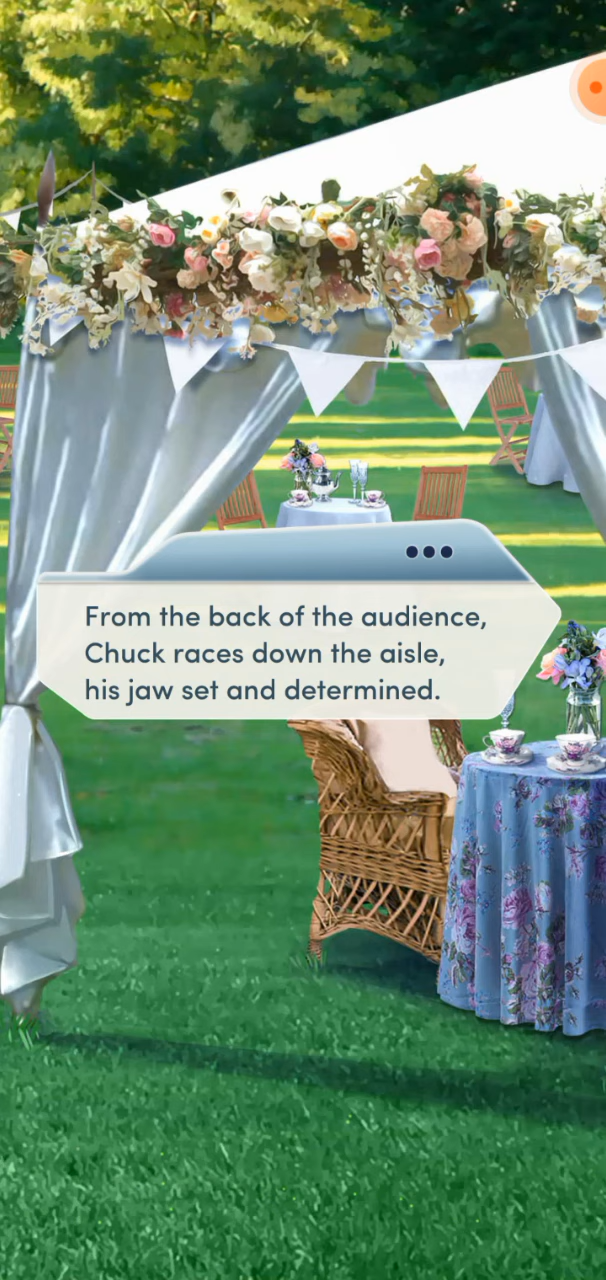 From the back of the audience,
Chuck races down the aisle,
his jaw set and determined.